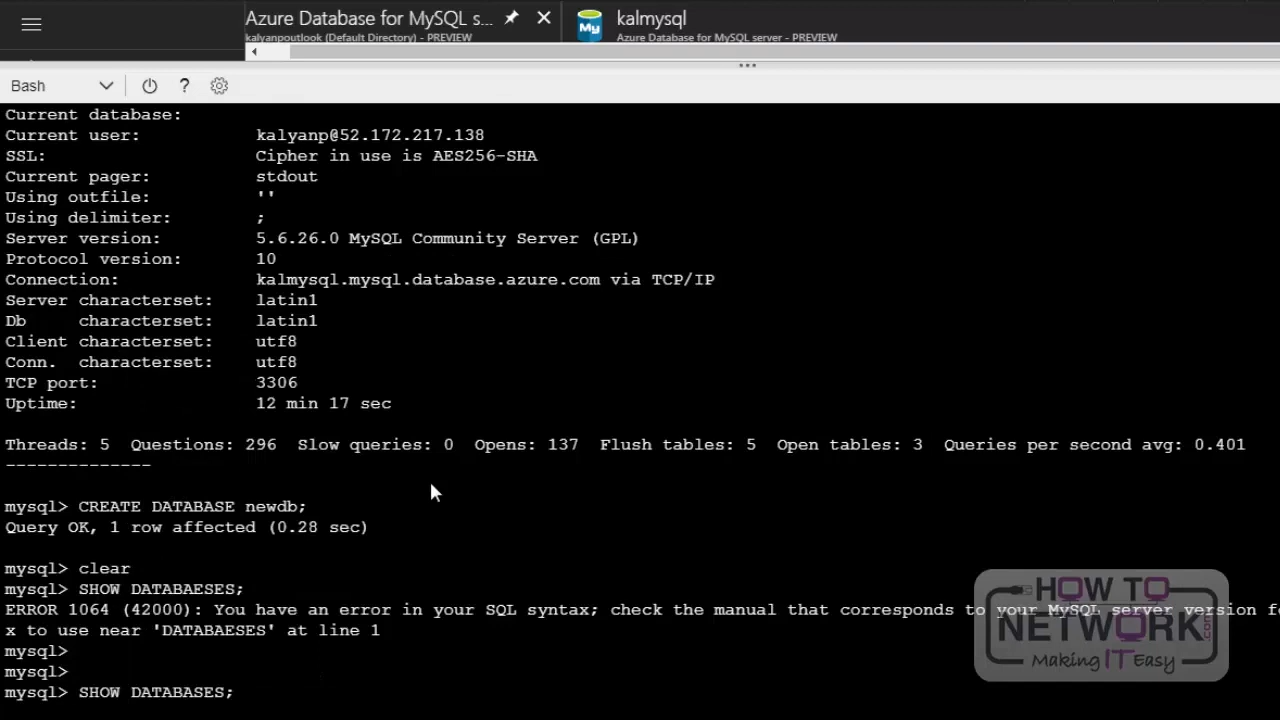 Azure Database for MySQL s...
kalyanpoutlook (Default Directory) - PREVIEW
kalmysql
Azure Database for MySQL server - PREVIEW
My
Bash
?
Current database:
Current user: kalyanp@52.172.217.138
SSL: Cipher in use is AES256-SHA
Current pager: stdout
Using outfile: ''
Using delimiter: ;
Server version: 5.6.26.0 MySQL Community Server (GPL)
Protocol version: 10
Connection: kalmysql.mysql.database.azure.com via TCP/IP
Server characterset: latin1
Db characterset: latin1
Client characterset: utf8
Conn. characterset: utf8
TCP port: 3306
Uptime: 12 min 17 sec
Threads: 5 Questions: 296 Slow queries: 0 Opens: 137 Flush tables: 5 Open tables: 3 Queries per second avg: 0.401
--------------
mysql> CREATE DATABASE newdb;
Query OK, 1 row affected (0.28 sec)
mysql> clear
mysql> SHOW DATABAESES;
ERROR 1064 (42000): You have an error in your SQL syntax; check the manual that corresponds to your MySQL server version fo
x to use near 'DATABAESES' at line 1
mysql>
mysql>
mysql> SHOW DATABASES;
HOW TO
NETWORK.com
Making IT Easy